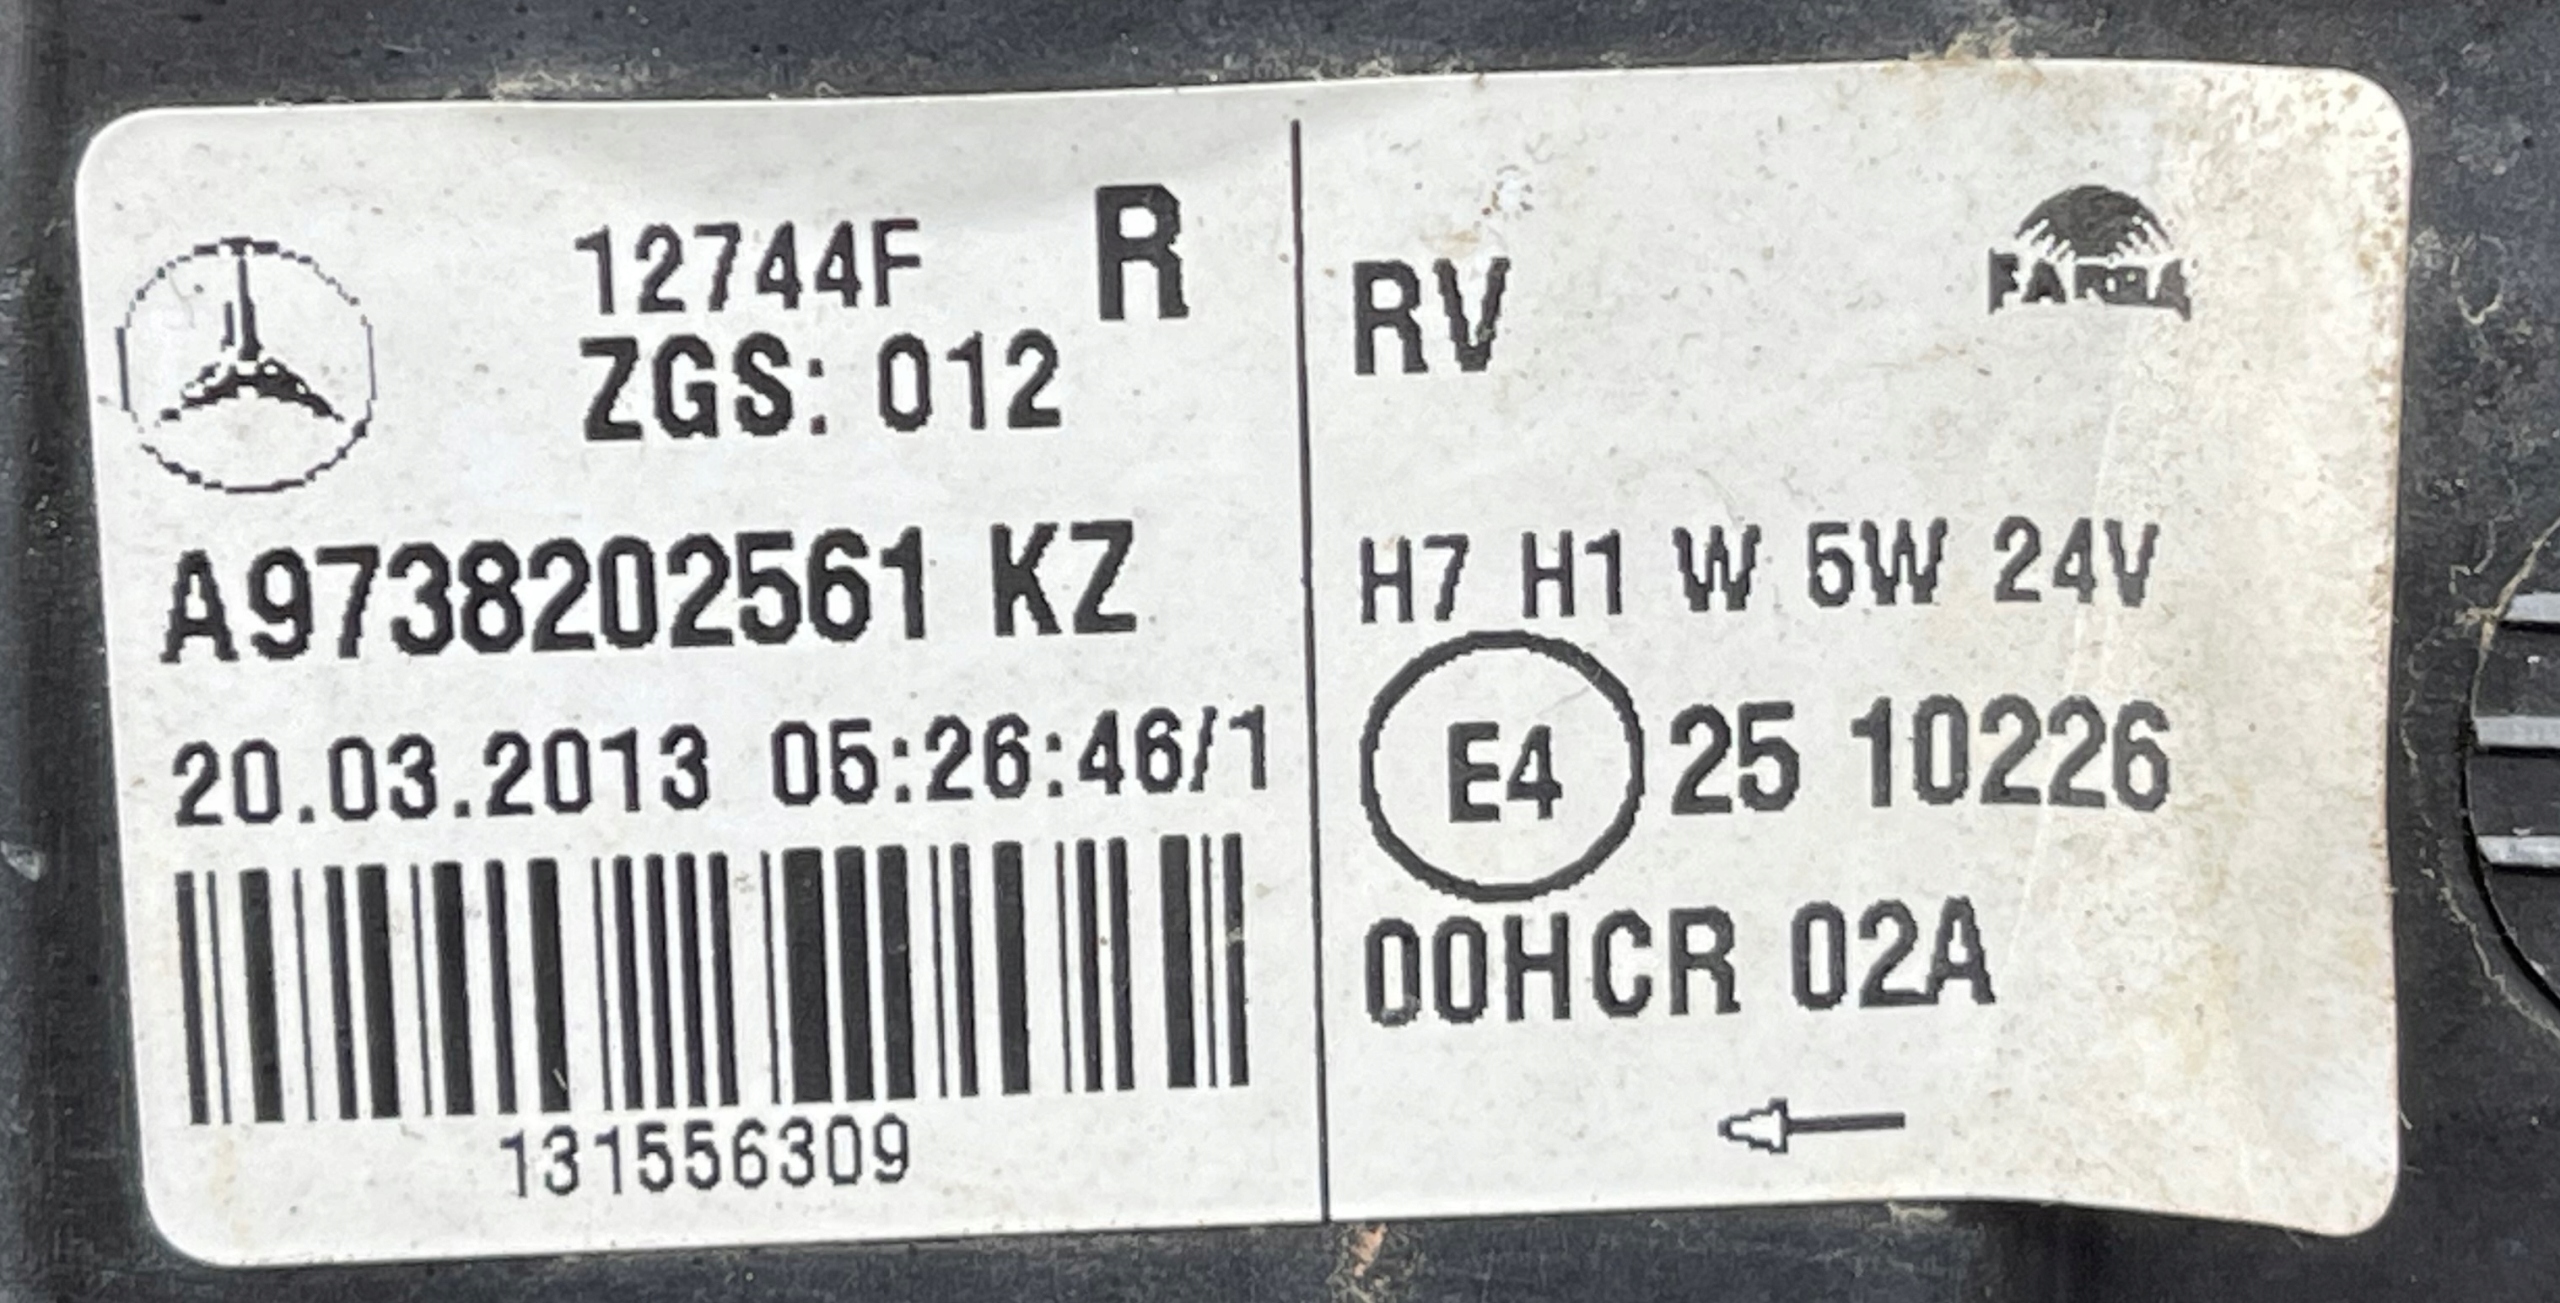 12744F R
ZGS: 012
A9738202561 KZ
20.03.2013 05:26:46/1
131556309
RV
FARBA
H7 H1 W 5W 24V
E4 25 10226
00HCR 02A